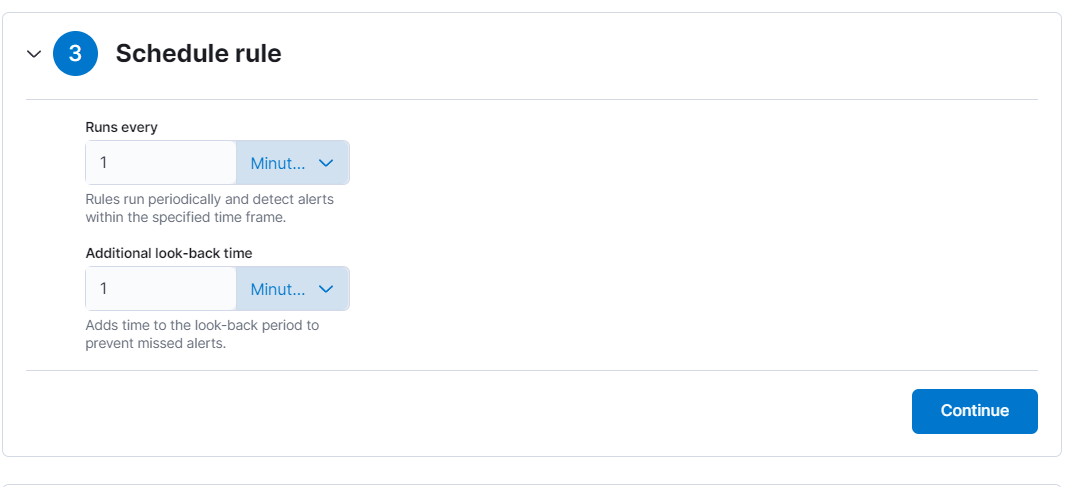 3 Schedule rule
Runs every
1 Minut...
Rules run periodically and detect alerts
within the specified time frame.
Additional look-back time
1 Minut...
Adds time to the look-back period to
prevent missed alerts.
Continue